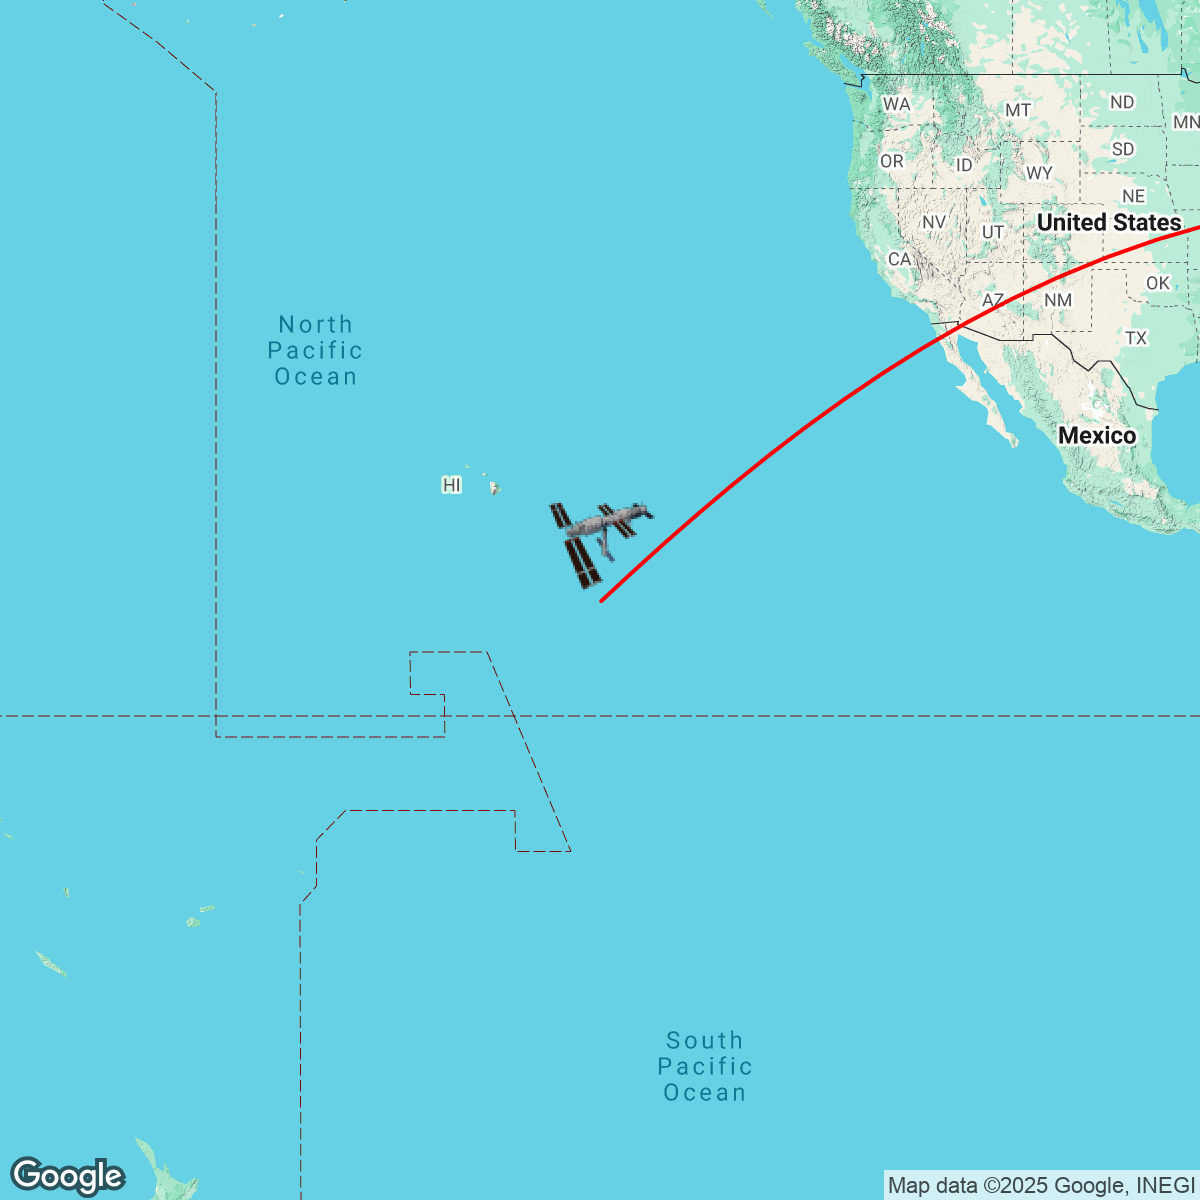 WA
MT
ND
MN
OR
ID
SD
WY
NE
NV
UT
United States
CA
OK
AZ
NM
TX
North
Pacific
Ocean
Mexico
HI
South
Pacific
Ocean
Google
Map data ©2025 Google, INEGI